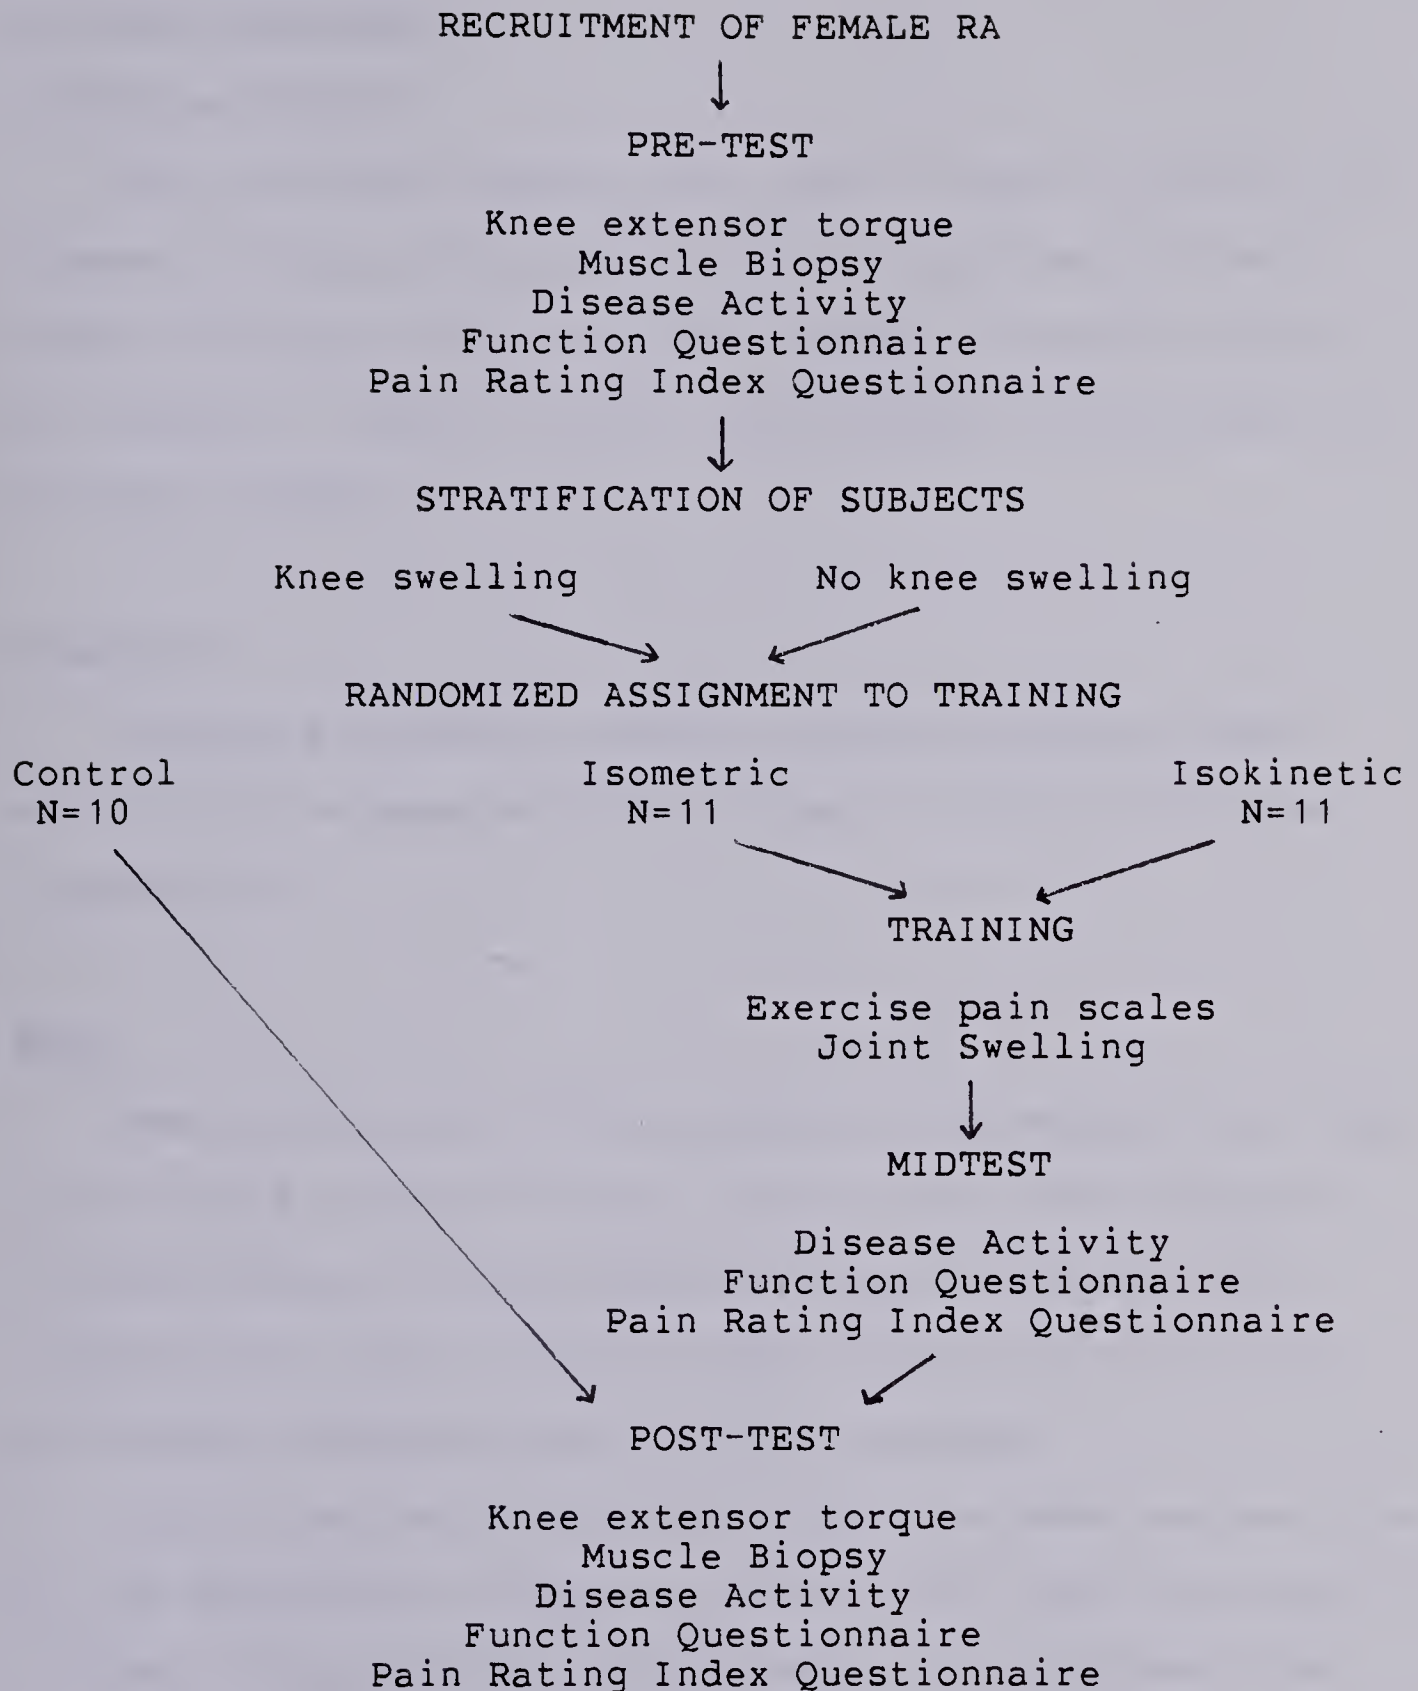 RECRUITMENT OF FEMALE RA
PRE-TEST
Knee extensor torque
Muscle Biopsy
Disease Activity
Function Questionnaire
Pain Rating Index Questionnaire
STRATIFICATION OF SUBJECTS
Knee swelling No knee swelling
RANDOMIZED ASSIGNMENT TO TRAINING
Control Isometric Isokinetic
N=10 N=11 N=11
TRAINING
Exercise pain scales
Joint Swelling
MIDTEST
Disease Activity
Function Questionnaire
Pain Rating Index Questionnaire
POST-TEST
Knee extensor torque
Muscle Biopsy
Disease Activity
Function Questionnaire
Pain Rating Index Questionnaire